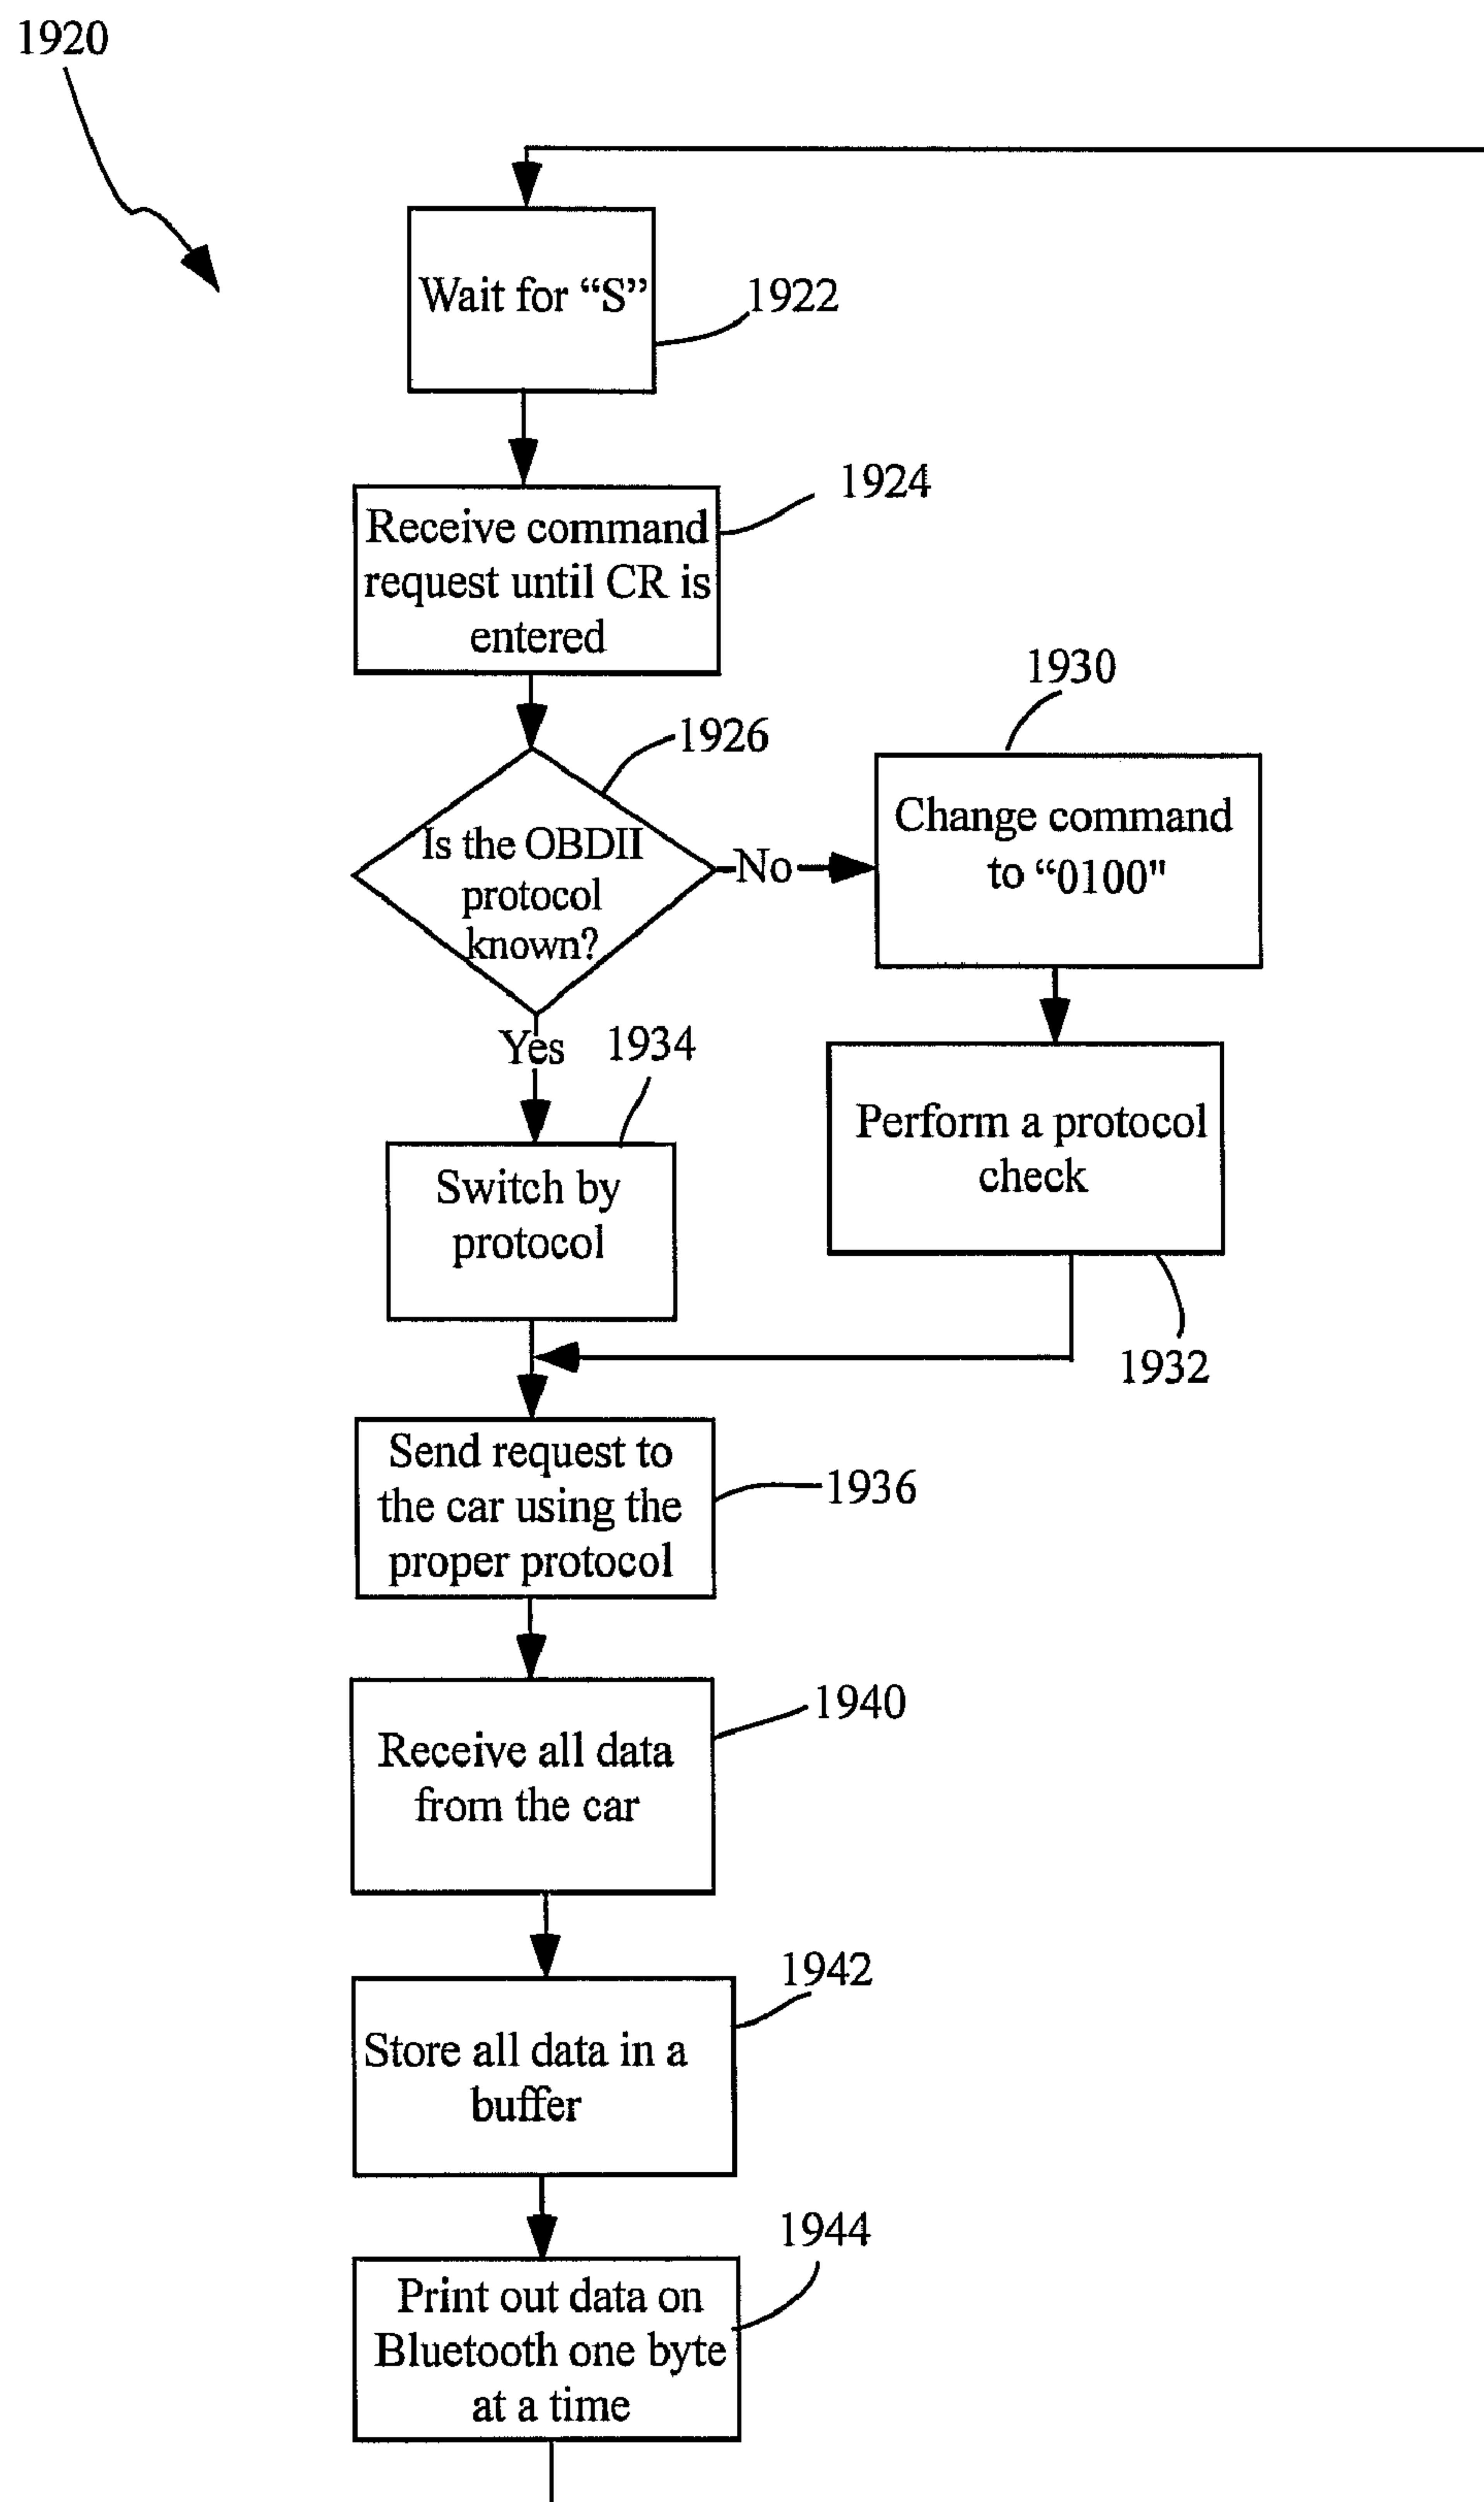 1920
Wait for “S”
1922
1924
Receive command
request until CR is
entered
1930
1926
Is the OBDII
protocol
known?
No
Change command
to “0100"
Yes
1934
Perform a protocol
check
Switch by
protocol
1932
Send request to
the car using the
proper protocol
1936
1940
Receive all data
from the car
1942
Store all data in a
buffer
1944
Print out data on
Bluetooth one byte
at a time